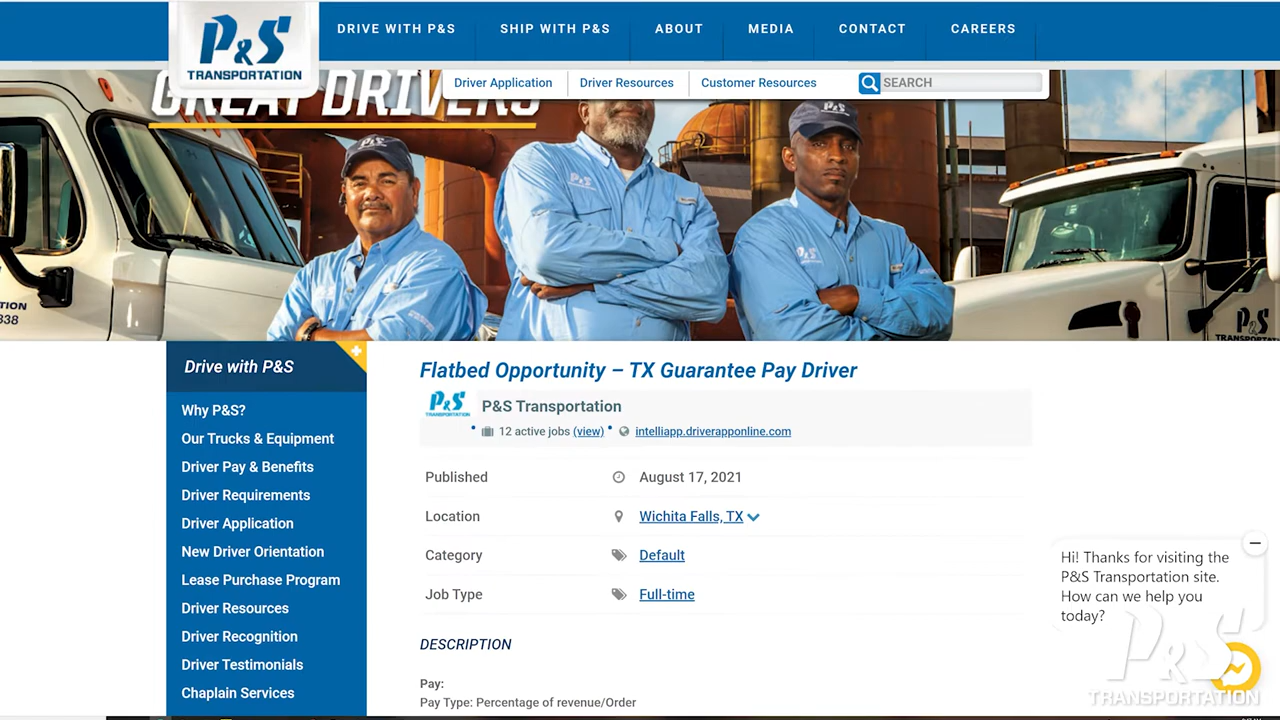 P&S
TRANSPORTATION
DRIVE WITH P&S
SHIP WITH P&S
ABOUT
MEDIA
CONTACT
CAREERS
Driver Application
Driver Resources
Customer Resources
SEARCH
GREAT DRIVERS
P&S
P&S
P&S
TION
338
P&S
TRANSPORTATION
Drive with P&S
Why P&S?
Our Trucks & Equipment
Driver Pay & Benefits
Driver Requirements
Driver Application
New Driver Orientation
Lease Purchase Program
Driver Resources
Driver Recognition
Driver Testimonials
Chaplain Services
Flatbed Opportunity – TX Guarantee Pay Driver
P&S
TRANSPORTATION
P&S Transportation
12 active jobs (view)
intelliapp.driverapponline.com
Published August 17, 2021
Location Wichita Falls, TX
Category Default
Job Type Full-time
DESCRIPTION
Pay:
Pay Type: Percentage of revenue/Order
Hi! Thanks for visiting the
P&S Transportation site.
How can we help you
today?
P&S
TRANSPORTATION